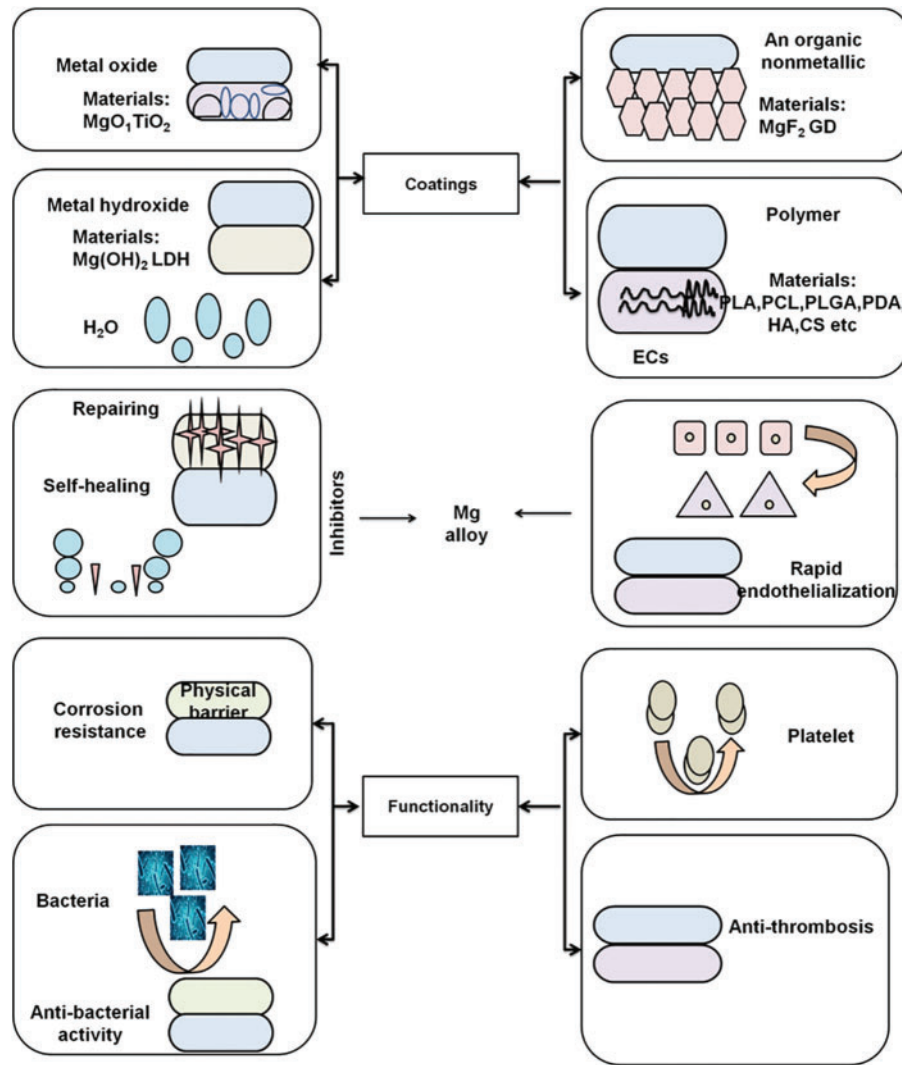 Metal oxide
Materials:
MgO₁TiO₂
An organic
nonmetallic
Materials:
MgF₂ GD
Coatings
Metal hydroxide
Materials:
Mg(OH)₂ LDH
H₂O
Polymer
Materials:
PLA,PCL,PLGA,PDA
HA,CS etc
ECs
Repairing
Self-healing
Inhibitors
Mg
alloy
Rapid
endothelialization
Corrosion
resistance
Physical
barrier
Platelet
Functionality
Bacteria
Anti-bacterial
activity
Anti-thrombosis